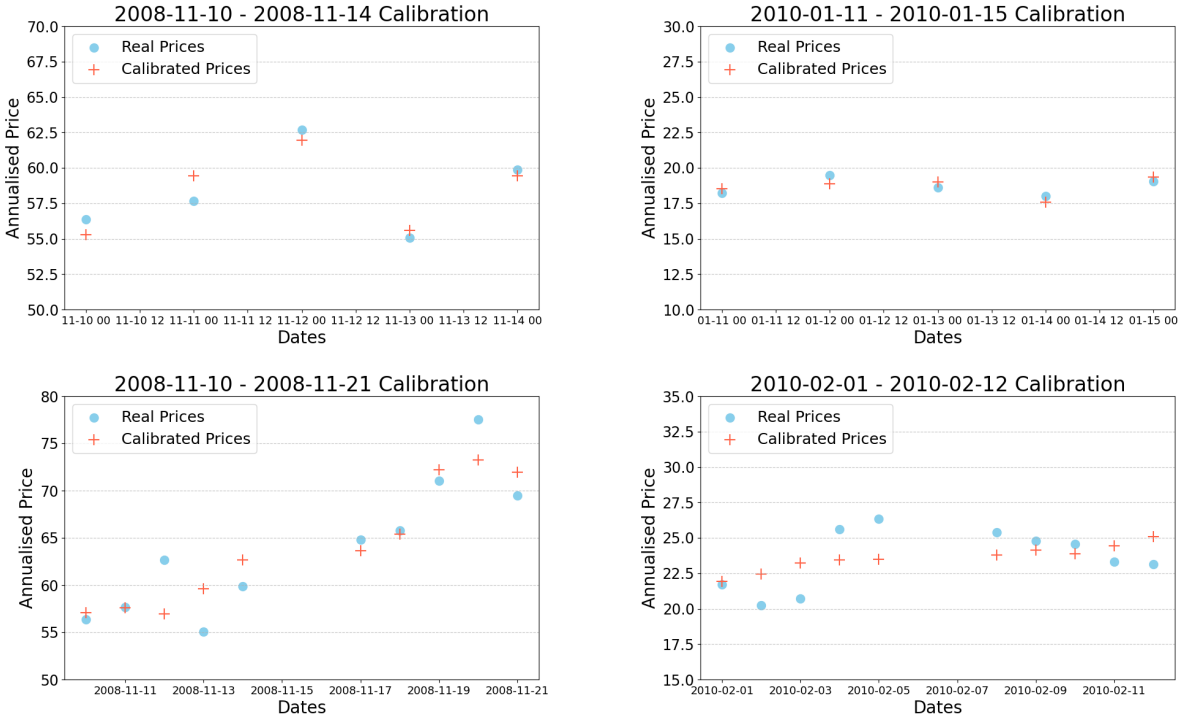 2008-11-10 - 2008-11-14 Calibration
70.0
67.5
65.0
62.5
60.0
57.5
55.0
52.5
50.0
Annualised Price
Real Prices
Calibrated Prices
11-10 00 11-10 12 11-11 00 11-11 12 11-12 00 11-12 12 11-13 00 11-13 12 11-14 00
Dates
2010-01-11 - 2010-01-15 Calibration
30.0
27.5
25.0
22.5
20.0
17.5
15.0
12.5
10.0
Annualised Price
Real Prices
Calibrated Prices
01-11 00 01-11 12 01-12 00 01-12 12 01-13 00 01-13 12 01-14 00 01-14 12 01-15 00
Dates
2008-11-10 - 2008-11-21 Calibration
80
75
70
65
60
55
50
Annualised Price
Real Prices
Calibrated Prices
2008-11-11 2008-11-13 2008-11-15 2008-11-17 2008-11-19 2008-11-21
Dates
2010-02-01 - 2010-02-12 Calibration
35.0
32.5
30.0
27.5
25.0
22.5
20.0
17.5
15.0
Annualised Price
Real Prices
Calibrated Prices
2010-02-01 2010-02-03 2010-02-05 2010-02-07 2010-02-09 2010-02-11
Dates